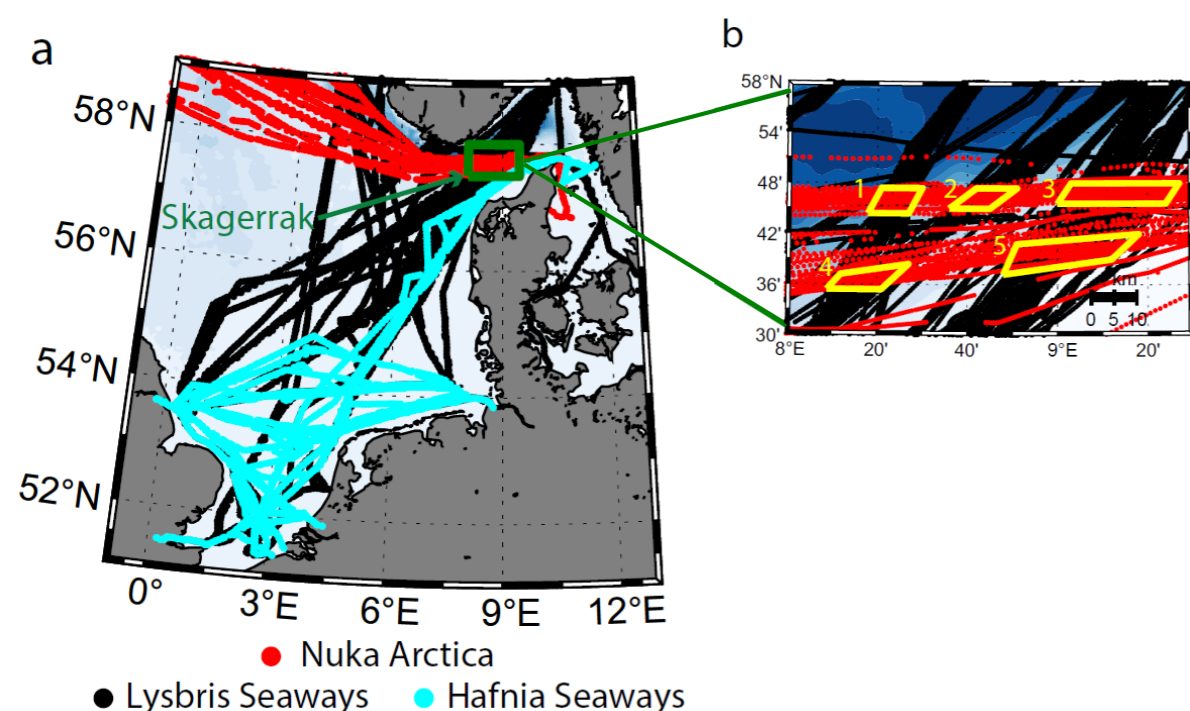 a
b
58°N
56°N
54°N
52°N
0°
3°E
6°E
9°E
12°E
Skagerrak
58°N
54'
48'
42'
36'
30'
8°E
20'
40'
9°E
20'
1
2
3
4
5
km
0 5 10
Nuka Arctica
Lysbris Seaways
Hafnia Seaways